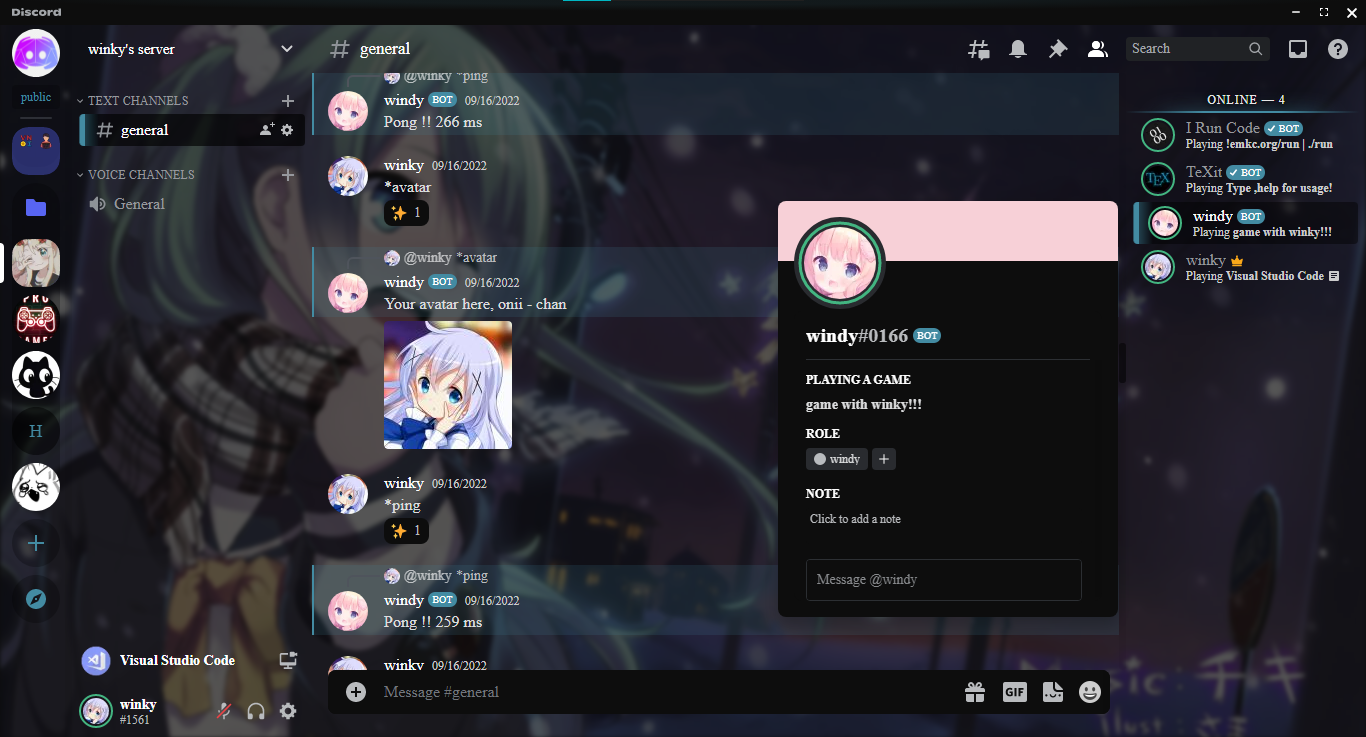 Discord
winky's server
general
Search
public
TEXT CHANNELS
general
VOICE CHANNELS
General
H
Visual Studio Code
winky
#1561
@winky *ping
windy BOT 09/16/2022
Pong !! 266 ms
winky 09/16/2022
*avatar
1
@winky *avatar
windy BOT 09/16/2022
Your avatar here, onii - chan
winky 09/16/2022
*ping
1
@winky *ping
windy BOT 09/16/2022
Pong !! 259 ms
winky 09/16/2022
Message #general
GIF
windy#0166 BOT
PLAYING A GAME
game with winky!!!
ROLE
windy
NOTE
Click to add a note
Message @windy
ONLINE — 4
I Run Code BOT
Playing !emkc.org/run | ./run
TEX
TeXit BOT
Playing Type ,help for usage!
windy BOT
Playing game with winky!!!
winky
Playing Visual Studio Code